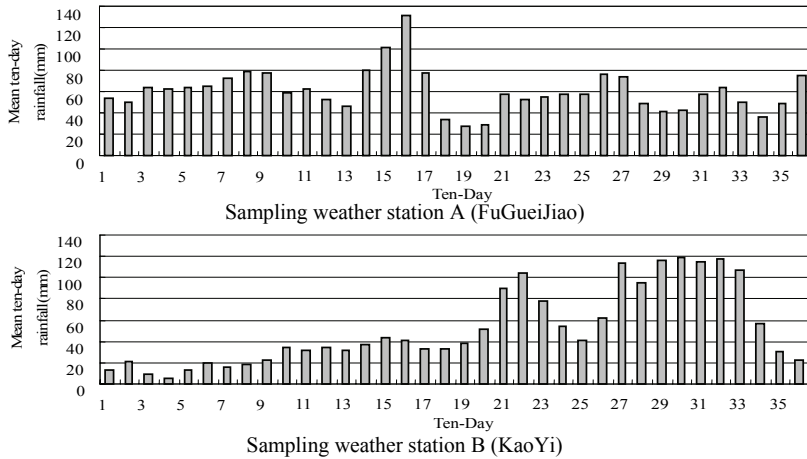 Mean ten-day
rainfall(mm)
140
120
100
80
60
40
20
0
1 3 5 7 9 11 13 15 17 19 21 23 25 27 29 31 33 35
Ten-Day
Sampling weather station A (FuGueiJiao)
Mean ten-day
rainfall(mm)
140
120
100
80
60
40
20
0
1 3 5 7 9 11 13 15 17 19 21 23 25 27 29 31 33 35
Ten-Day
Sampling weather station B (KaoYi)